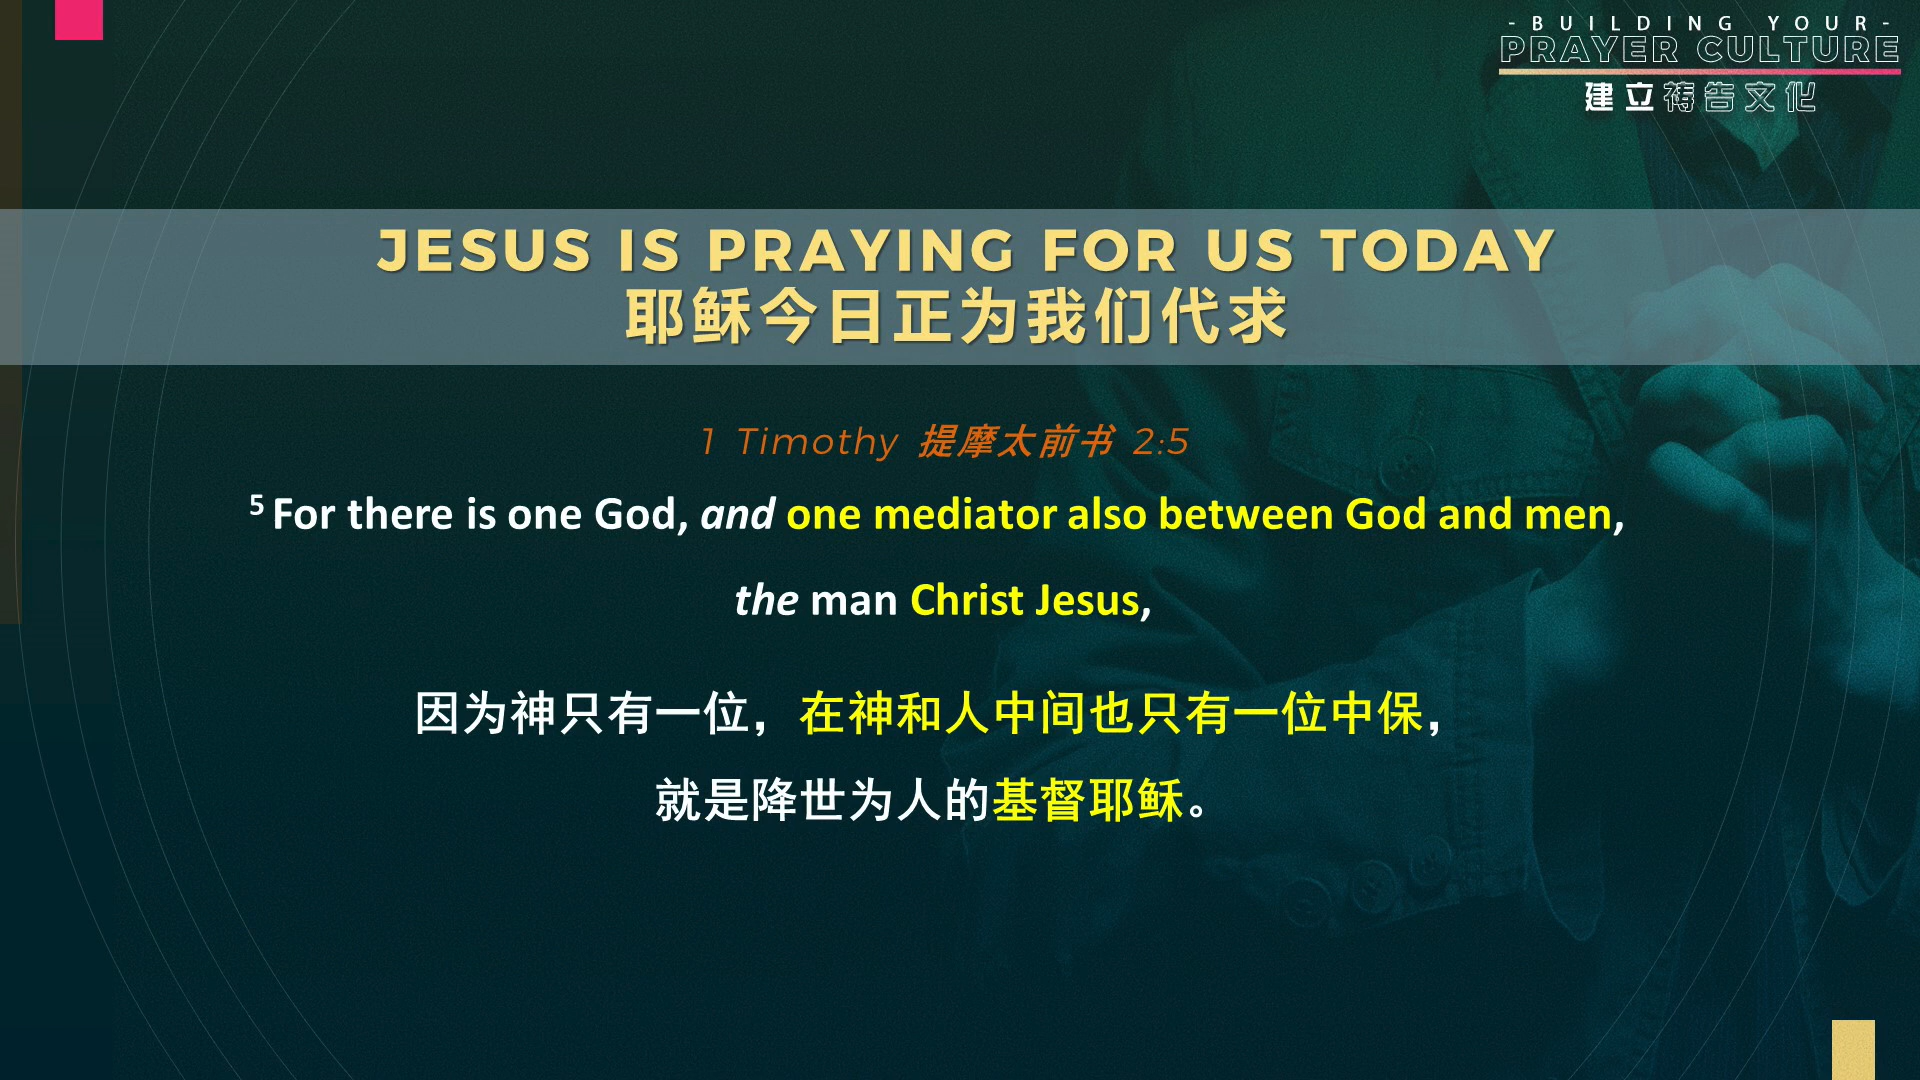 - BUILDING YOUR -
PRAYER CULTURE
建立祷告文化
JESUS IS PRAYING FOR US TODAY
耶稣今日正为我们代求
1 Timothy 提摩太前书 2:5
5 For there is one God, and one mediator also between God and men,
the man Christ Jesus,
因为神只有一位，在神和人中间也只有一位中保，
就是降世为人的基督耶稣。